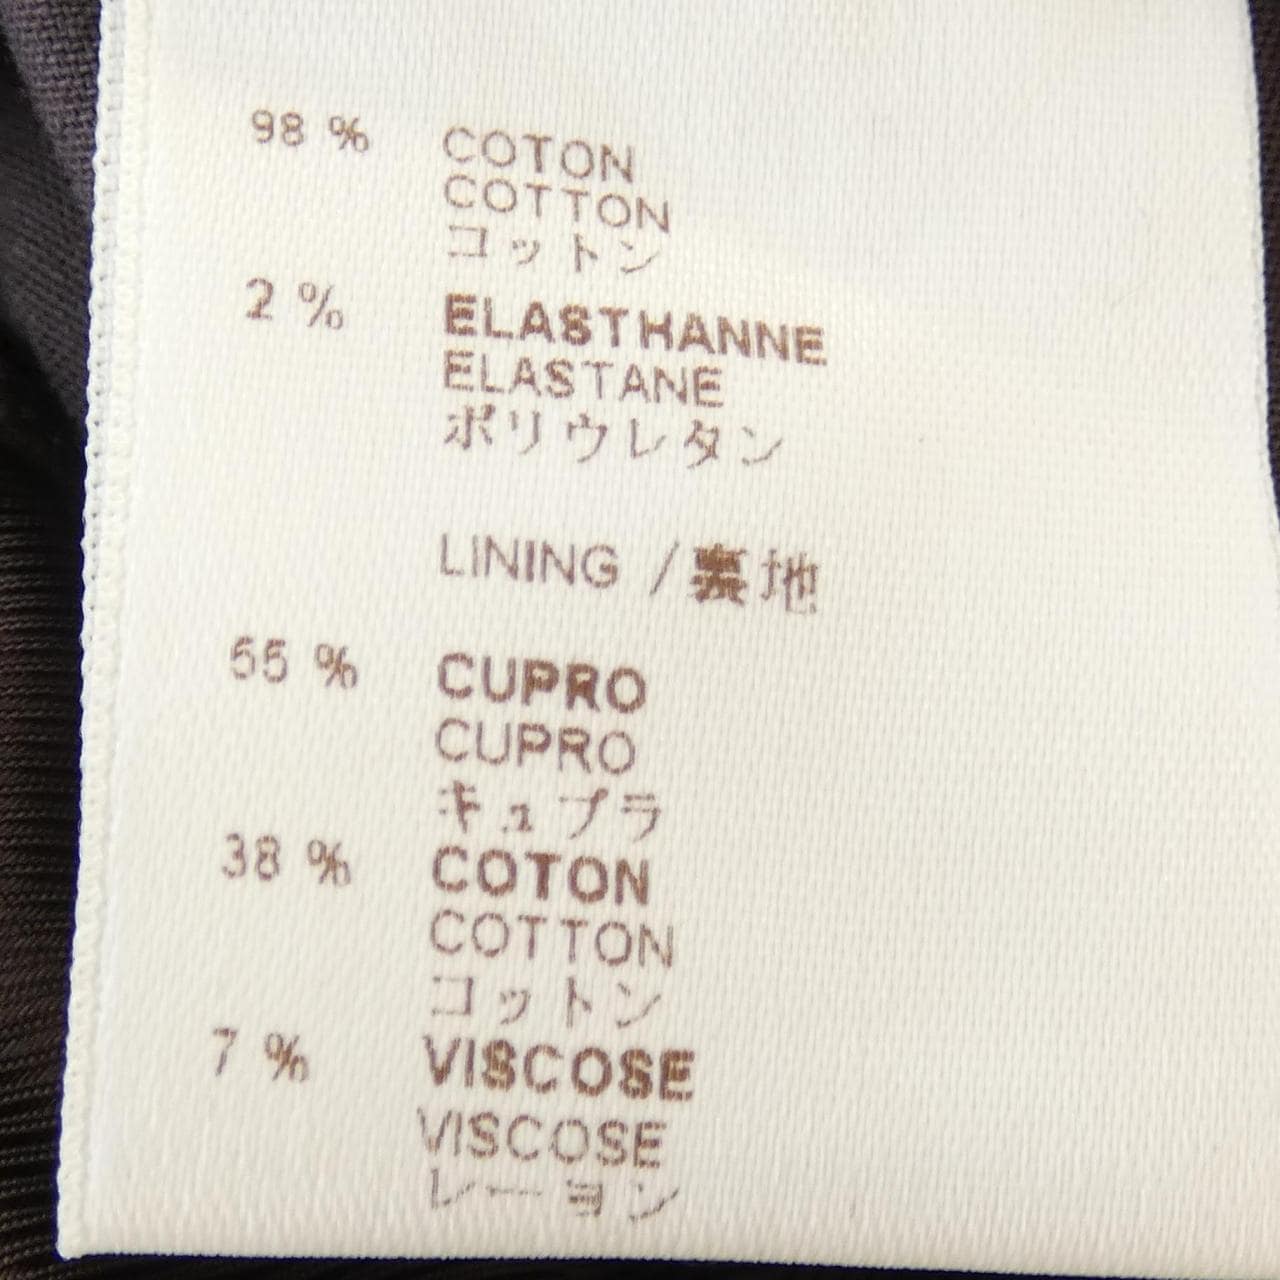 98 % COTON
COTTON
コットン
2 % ELASTHANNE
ELASTANE
ポリウレタン
LINING / 裏地
55 % CUPRO
CUPRO
キュプラ
38 % COTON
COTTON
コットン
7 % VISCOSE
VISCOSE
レーヨン